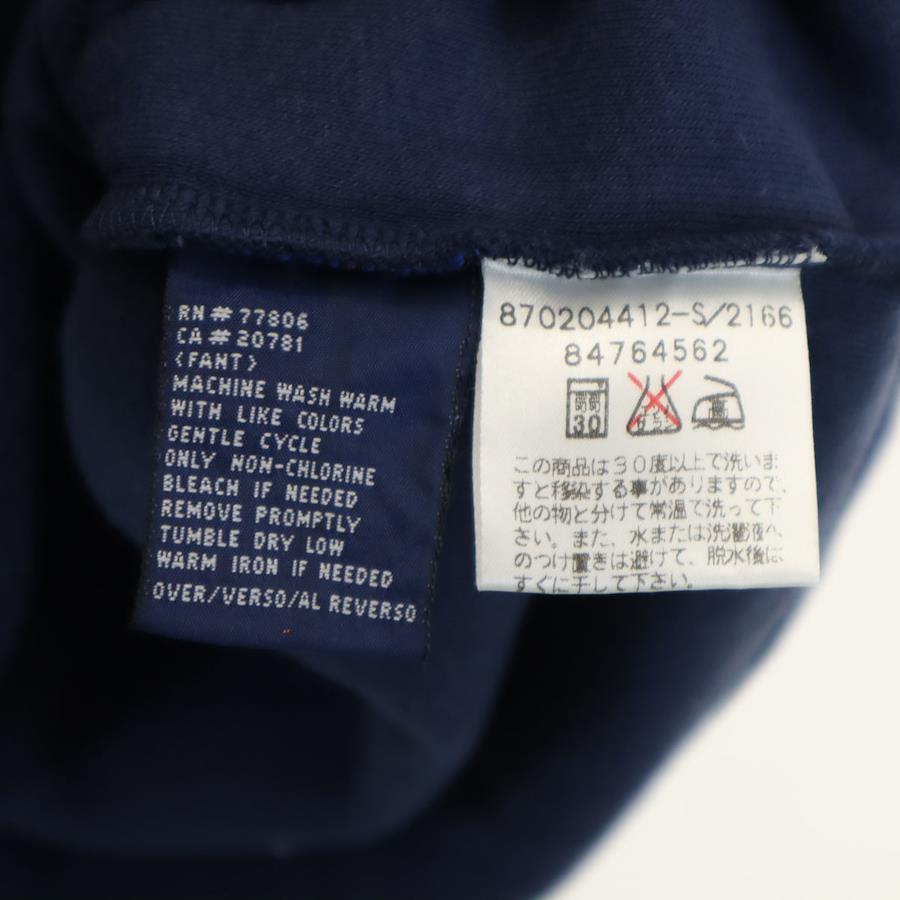 RN# 77806
CA# 20781
<FANT>
MACHINE WASH WARM
WITH LIKE COLORS
GENTLE CYCLE
ONLY NON-CHLORINE
BLEACH IF NEEDED
REMOVE PROMPTLY
TUMBLE DRY LOW
WARM IRON IF NEEDED
OVER/VERSO/AL REVERSO
870204412-S/2166
84764562
30
この商品は30度以上で洗いま
すと移染する事がありますので、
他の物と分けて常温で洗って下
さい。また、水または洗濯液へ
のつけ置きは避けて、脱水後に
すぐに干して下さい。